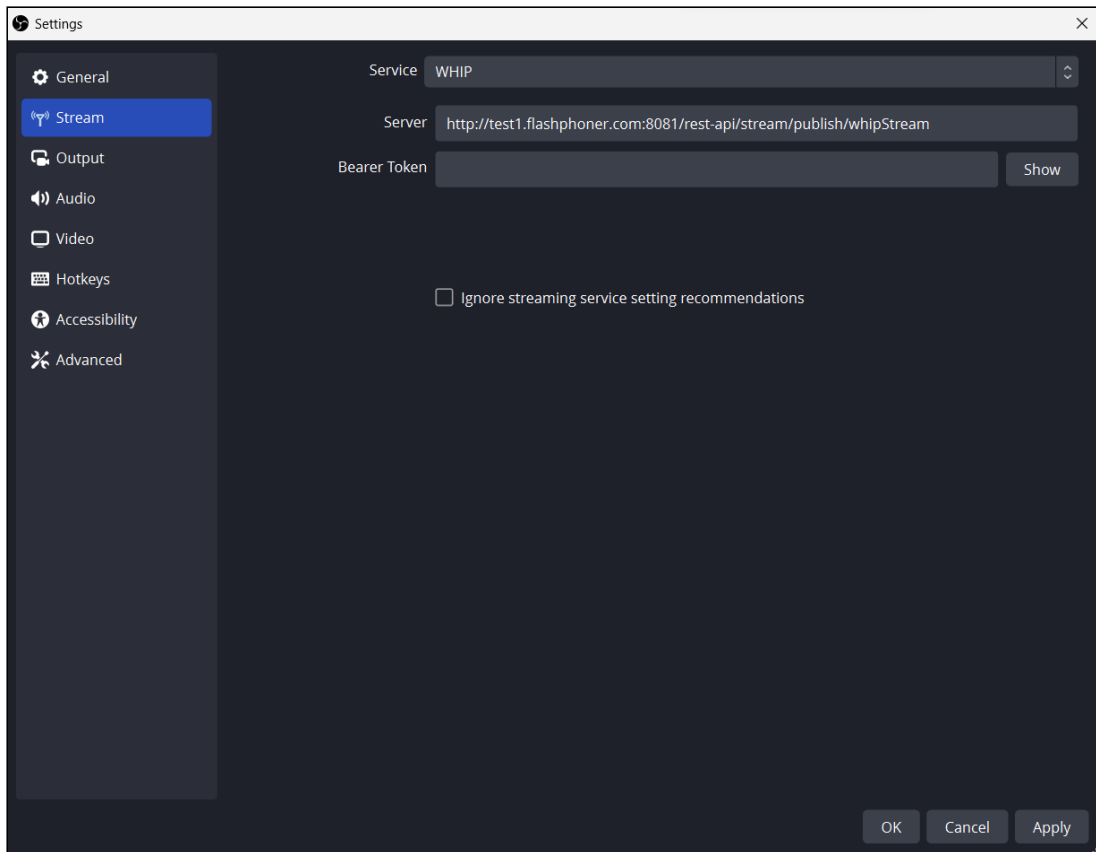 Settings
General
Stream
Output
Audio
Video
Hotkeys
Accessibility
Advanced
Service WHIP
Server http://test1.flashphoner.com:8081/rest-api/stream/publish/whipStream
Bearer Token Show
Ignore streaming service setting recommendations
OK Cancel Apply